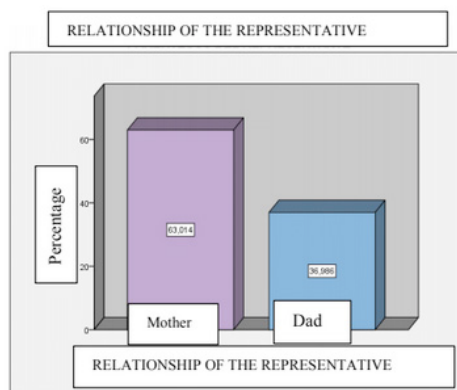 RELATIONSHIP OF THE REPRESENTATIVE
Percentage
60
40
20
0
63,014
36,986
Mother
Dad
RELATIONSHIP OF THE REPRESENTATIVE